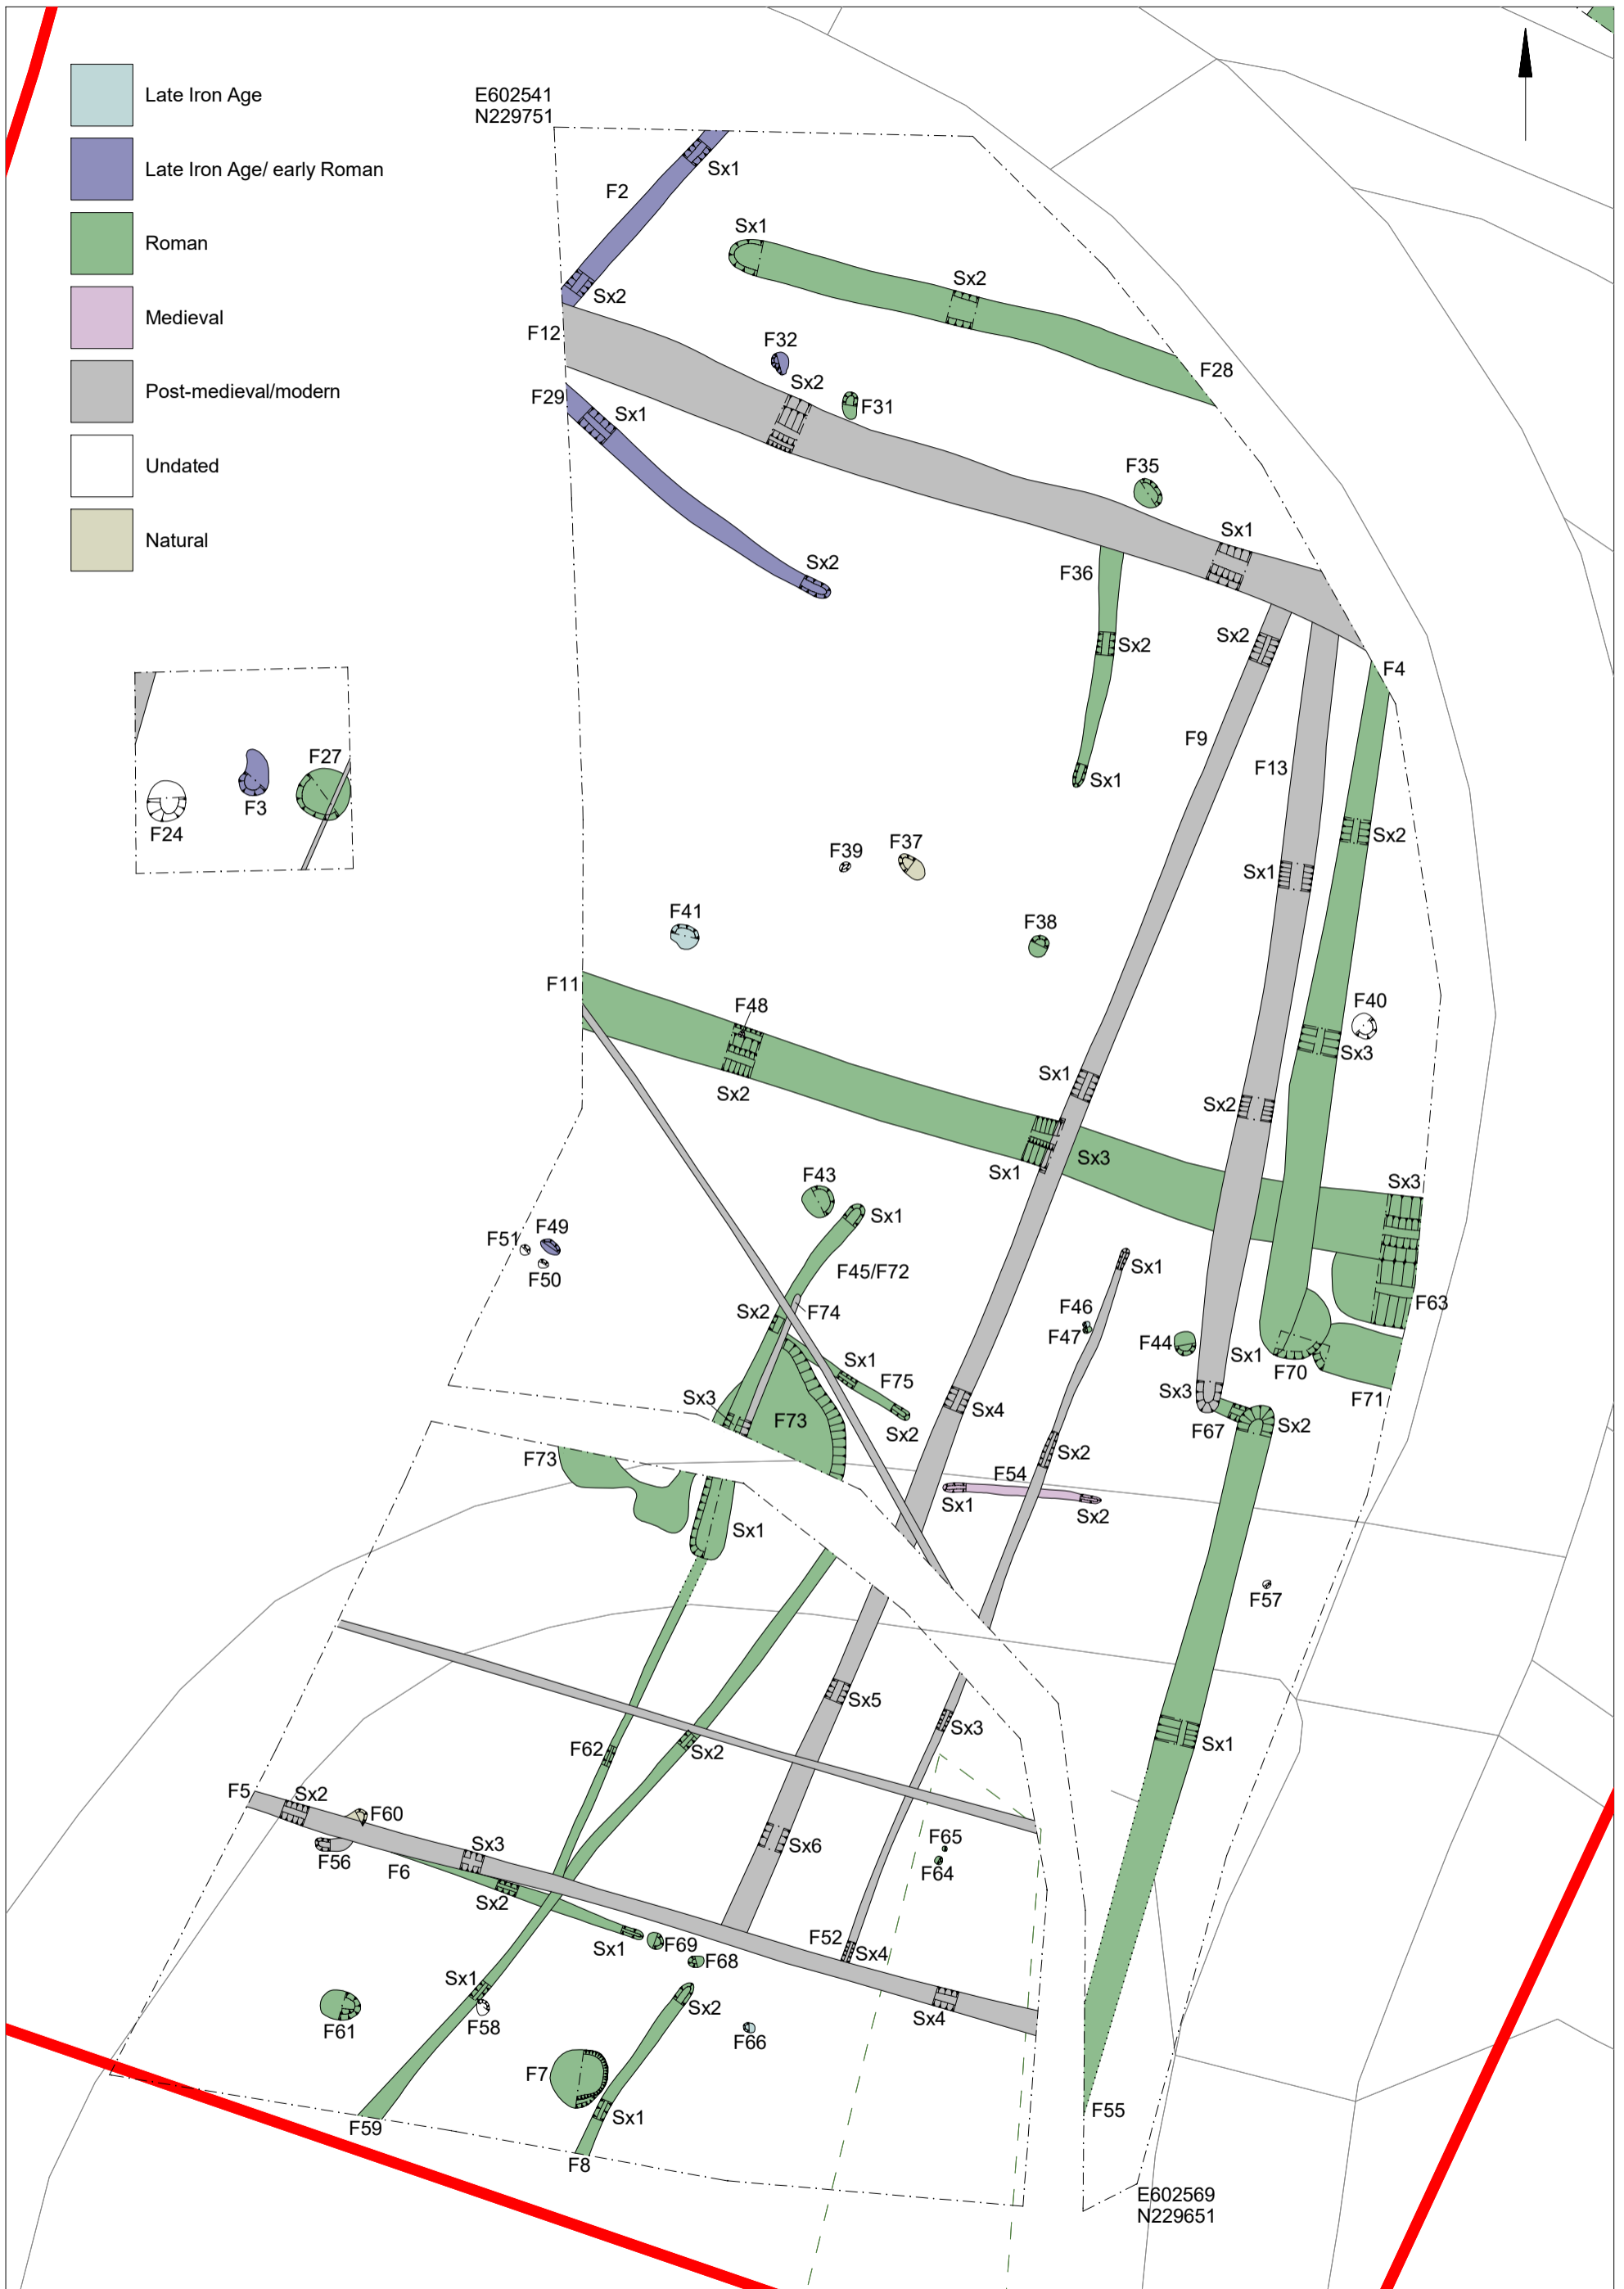 Late Iron Age
Late Iron Age/ early Roman
Roman
Medieval
Post-medieval/modern
Undated
Natural
E602541
N229751
Sx1
F2
Sx2
Sx1
Sx2
F28
F12
F32
Sx2
F31
F29
Sx1
Sx2
F35
Sx1
F36
Sx2
Sx1
Sx2
F4
F9
F13
Sx2
Sx1
F27
F3
F24
F39
F37
F41
F38
F40
Sx3
F11
F48
Sx2
Sx1
Sx2
Sx1
Sx3
Sx3
F43
Sx1
F51
F49
F50
F45/F72
Sx2
F74
Sx1
F46
F47
F44
F63
Sx1
F70
Sx1
F75
F71
Sx3
F73
Sx2
Sx4
Sx3
F67
Sx2
F73
Sx2
F54
Sx1
Sx2
Sx1
F57
F62
Sx2
Sx5
Sx3
Sx1
F5
Sx2
F60
F56
F6
Sx3
Sx2
Sx6
F65
F64
Sx1
F69
F68
F52
Sx4
Sx1
F58
Sx2
Sx4
F61
F66
F7
Sx1
F59
F8
F55
E602569
N229651